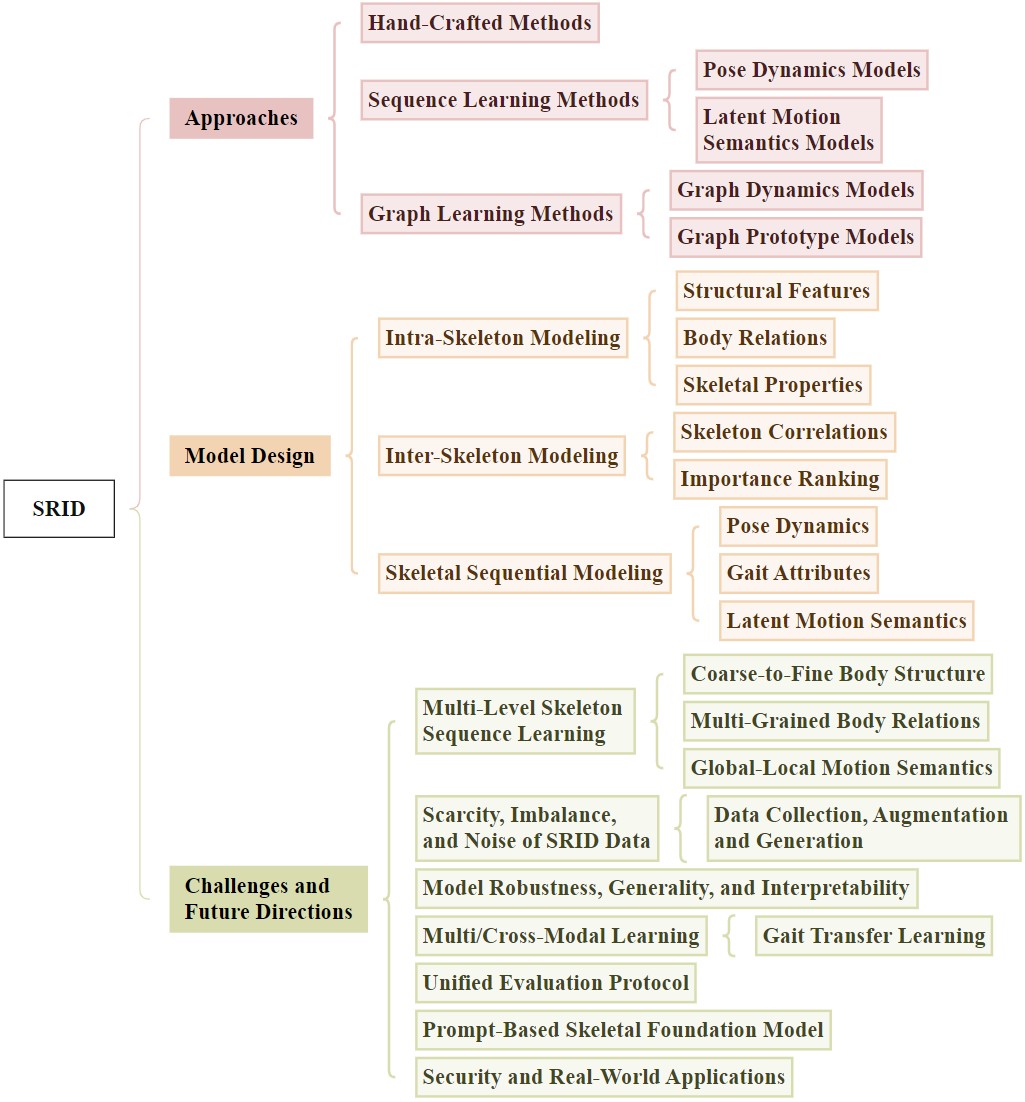 SRID
Approaches
Hand-Crafted Methods
Sequence Learning Methods
Pose Dynamics Models
Latent Motion
Semantics Models
Graph Learning Methods
Graph Dynamics Models
Graph Prototype Models
Model Design
Intra-Skeleton Modeling
Structural Features
Body Relations
Skeletal Properties
Inter-Skeleton Modeling
Skeleton Correlations
Importance Ranking
Skeletal Sequential Modeling
Pose Dynamics
Gait Attributes
Latent Motion Semantics
Challenges and
Future Directions
Multi-Level Skeleton
Sequence Learning
Coarse-to-Fine Body Structure
Multi-Grained Body Relations
Global-Local Motion Semantics
Scarcity, Imbalance,
and Noise of SRID Data
Data Collection, Augmentation
and Generation
Model Robustness, Generality, and Interpretability
Multi/Cross-Modal Learning
Gait Transfer Learning
Unified Evaluation Protocol
Prompt-Based Skeletal Foundation Model
Security and Real-World Applications